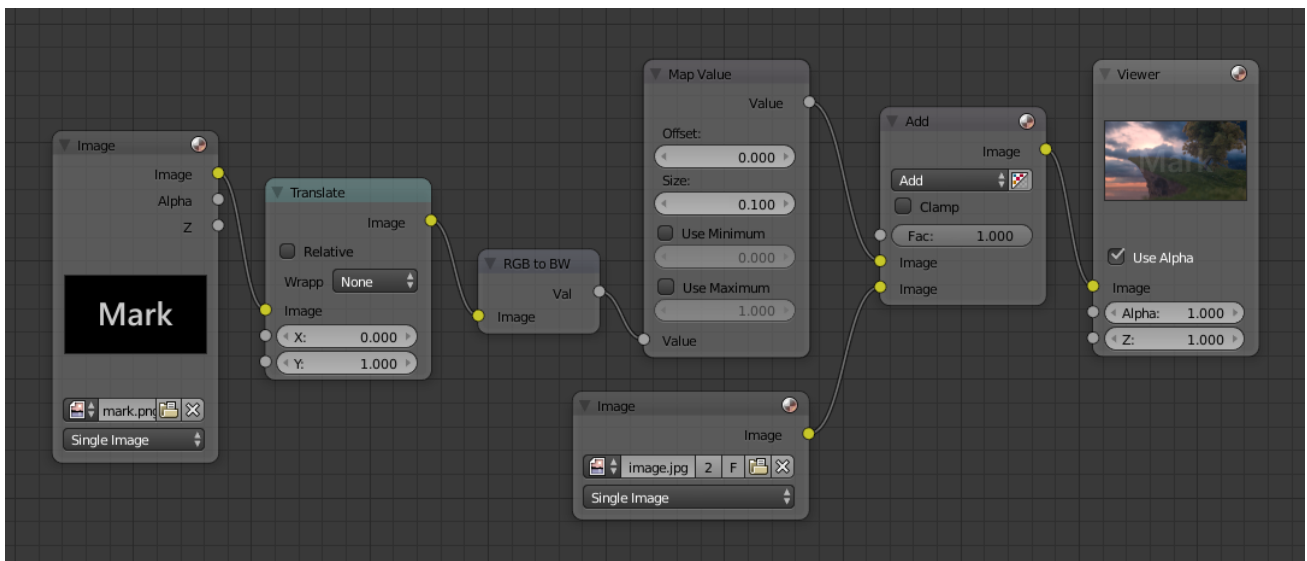 Image
Image
Alpha
Z
Mark
mark.png
Single Image
Translate
Image
Relative
Wrapp None
Image
X: 0.000
Y: 1.000
RGB to BW
Val
Image
Map Value
Value
Offset:
0.000
Size:
0.100
Use Minimum
0.000
Use Maximum
1.000
Value
Image
Image
image.jpg 2 F
Single Image
Add
Image
Add
Clamp
Fac: 1.000
Image
Image
Viewer
Mark
Use Alpha
Image
Alpha: 1.000
Z: 1.000